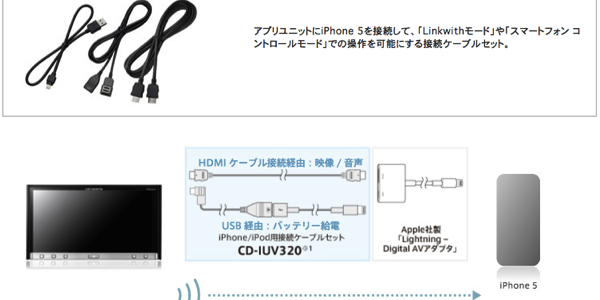 アプリユニットにiPhone 5を接続して、「Linkwithモード」や「スマートフォン コ
ントロールモード」での操作を可能にする接続ケーブルセット。
HDMI ケーブル接続経由：映像 / 音声
USB 経由：バッテリー給電
iPhone/iPod用接続ケーブルセット
CD-IUV320※1
Apple社製
「Lightning –
Digital AVアダプタ」
iPhone 5